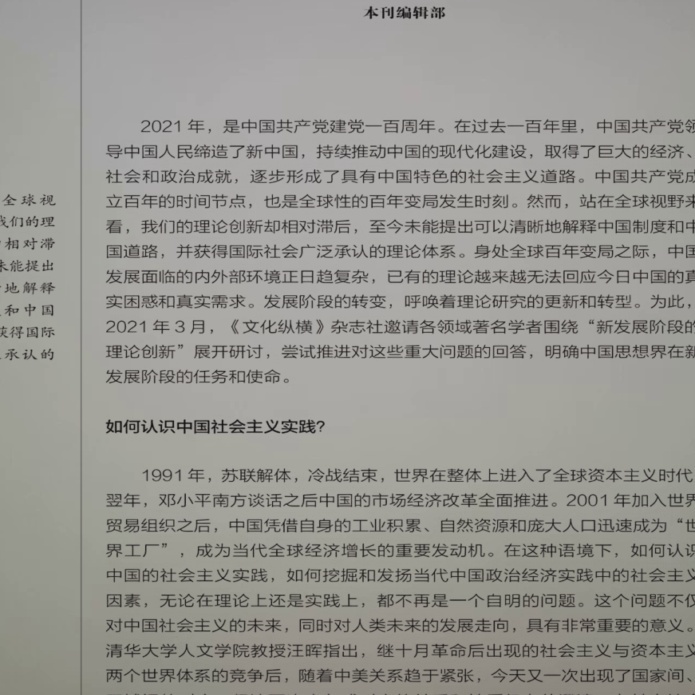 本刊编辑部
全球视
我们的理
相对滞
未能提出
地解释
和中国
获得国际
承认的
2021年，是中国共产党建党一百周年。在过去一百年里，中国共产党领
导中国人民缔造了新中国，持续推动中国的现代化建设，取得了巨大的经济、
社会和政治成就，逐步形成了具有中国特色的社会主义道路。中国共产党成
立百年的时间节点，也是全球性的百年变局发生时刻。然而，站在全球视野来
看，我们的理论创新却相对滞后，至今未能提出可以清晰地解释中国制度和中
国道路，并获得国际社会广泛承认的理论体系。身处全球百年变局之际，中国
发展面临的内外部环境正日趋复杂，已有的理论越来越无法回应今日中国的真
实困惑和真实需求。发展阶段的转变，呼唤着理论研究的更新和转型。为此，
2021年3月，《文化纵横》杂志社邀请各领域著名学者围绕“新发展阶段的
理论创新”展开研讨，尝试推进对这些重大问题的回答，明确中国思想界在新
发展阶段的任务和使命。
如何认识中国社会主义实践?
1991年，苏联解体，冷战结束，世界在整体上进入了全球资本主义时代
翌年，邓小平南方谈话之后中国的市场经济改革全面推进。2001年加入世界
贸易组织之后，中国凭借自身的工业积累、自然资源和庞大人口迅速成为“世
界工厂”，成为当代全球经济增长的重要发动机。在这种语境下，如何认识
中国的社会主义实践，如何挖掘和发扬当代中国政治经济实践中的社会主义
因素，无论在理论上还是实践上，都不再是一个自明的问题。这个问题不仅
对中国社会主义的未来，同时对人类未来的发展走向，具有非常重要的意义。
清华大学人文学院教授汪晖指出，继十月革命后出现的社会主义与资本主义
两个世界体系的竞争后，随着中美关系趋于紧张，今天又一次出现了国家间、